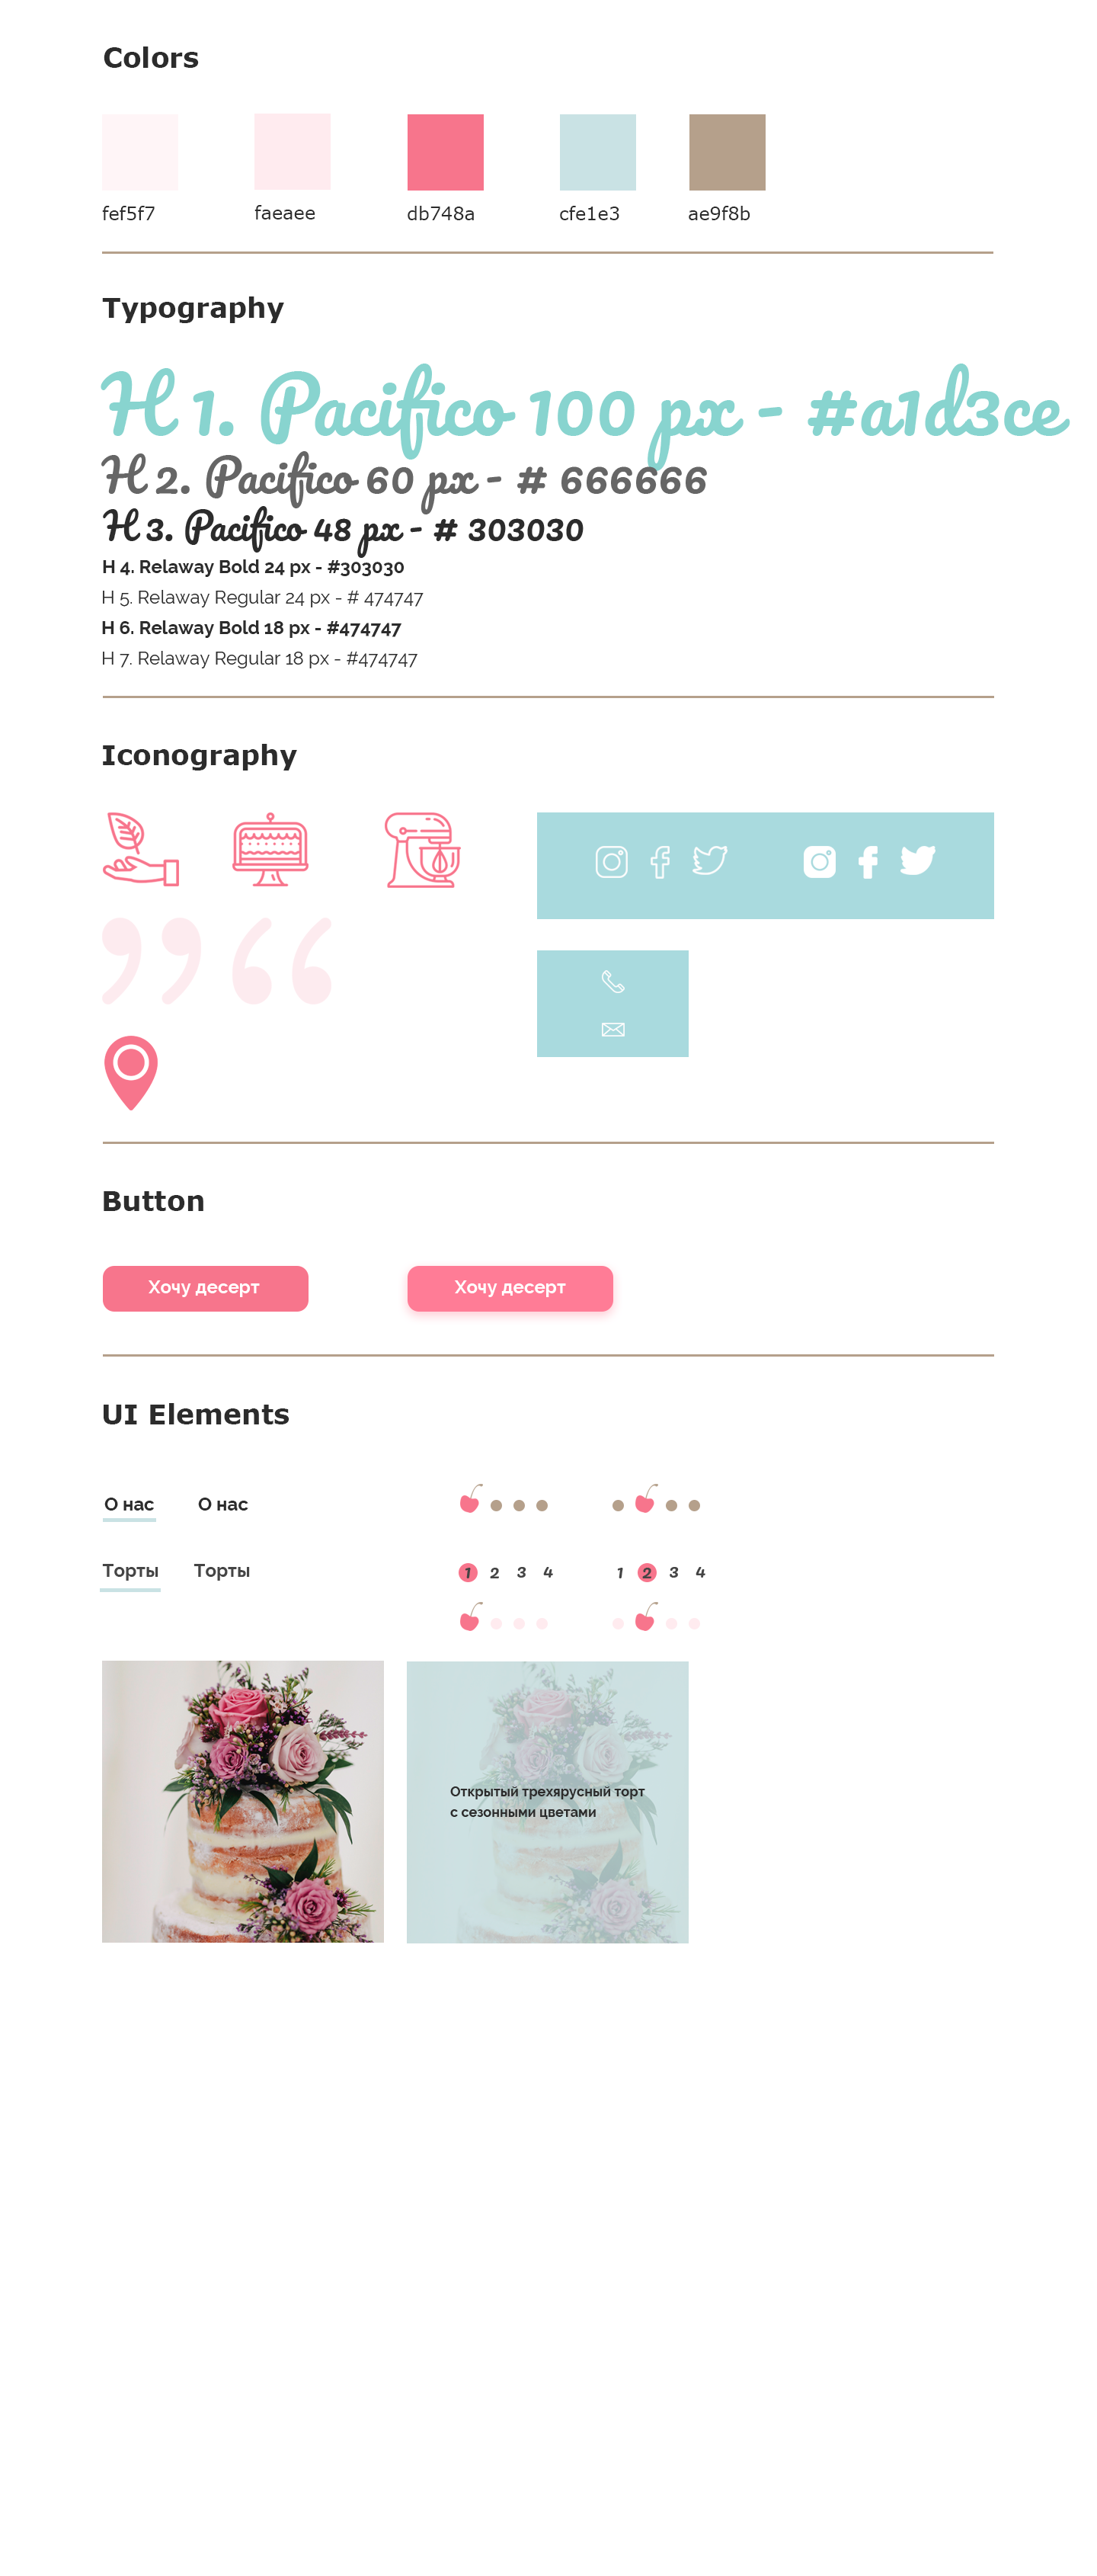 Colors
fef5f7 faeaee db748a cfe1e3 ae9f8b
Typography
H 1. Pacifico 100 px - #a1d3ce
H 2. Pacifico 60 px - # 666666
H 3. Pacifico 48 px - # 303030
H 4. Relaway Bold 24 px - #303030
H 5. Relaway Regular 24 px - # 474747
H 6. Relaway Bold 18 px - #474747
H 7. Relaway Regular 18 px - #474747
Iconography
Button
Хочу десерт Хочу десерт
UI Elements
О нас О нас
Торты Торты 1 2 3 4 1 2 3 4
Открытый трехярусный торт
с сезонными цветами